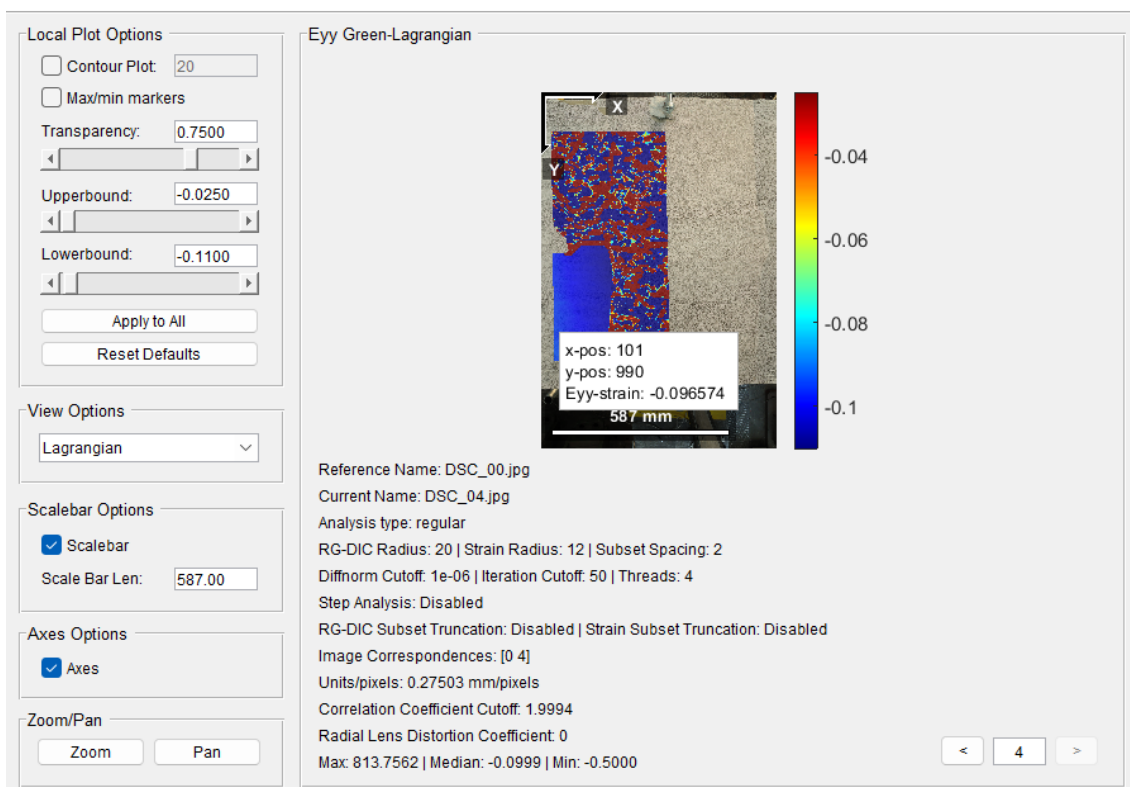 Local Plot Options
Contour Plot: 20
Max/min markers
Transparency: 0.7500
Upperbound: -0.0250
Lowerbound: -0.1100
Apply to All
Reset Defaults
View Options
Lagrangian
Scalebar Options
Scalebar
Scale Bar Len: 587.00
Axes Options
Axes
Zoom/Pan
Zoom Pan
Eyy Green-Lagrangian
X
Y
x-pos: 101
y-pos: 990
Eyy-strain: -0.096574
587 mm
-0.04
-0.06
-0.08
-0.1
Reference Name: DSC_00.jpg
Current Name: DSC_04.jpg
Analysis type: regular
RG-DIC Radius: 20 | Strain Radius: 12 | Subset Spacing: 2
Diffnorm Cutoff: 1e-06 | Iteration Cutoff: 50 | Threads: 4
Step Analysis: Disabled
RG-DIC Subset Truncation: Disabled | Strain Subset Truncation: Disabled
Image Correspondences: [0 4]
Units/pixels: 0.27503 mm/pixels
Correlation Coefficient Cutoff: 1.9994
Radial Lens Distortion Coefficient: 0
Max: 813.7562 | Median: -0.0999 | Min: -0.5000
< 4 >